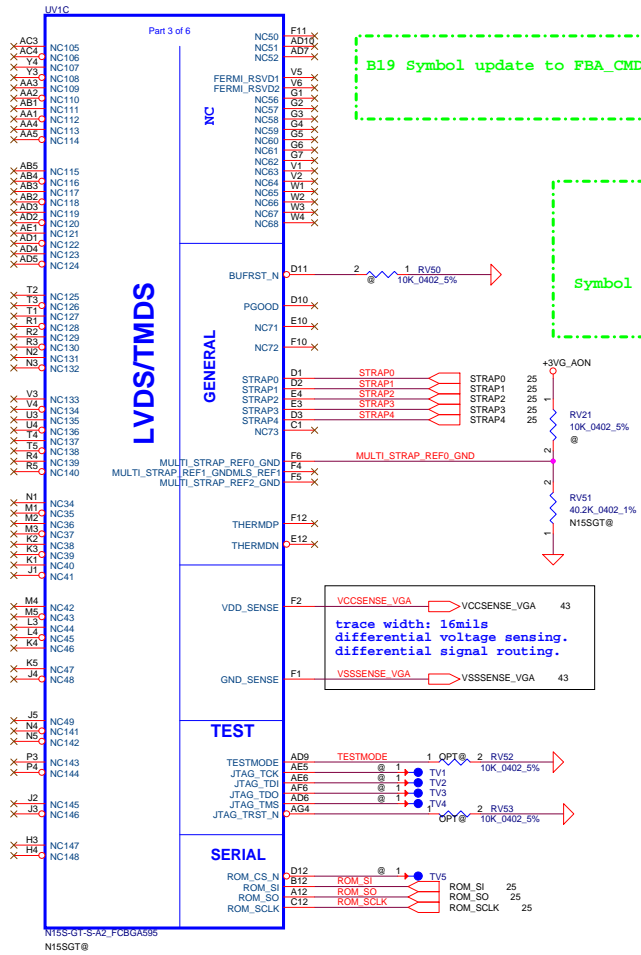 UV1C
Part 3 of 6
AC3 NC105
AC4 NC106
Y4 NC107
Y3 NC108
AA3 NC109
AA2 NC110
AB1 NC111
AA1 NC112
AA4 NC113
AA5 NC114
AB5 NC115
AB4 NC116
AB3 NC117
AB2 NC118
AD3 NC119
AD2 NC120
AE1 NC121
AD1 NC122
AD4 NC123
AD5 NC124
T2 NC125
T3 NC126
T1 NC127
R1 NC128
R2 NC129
R3 NC130
N2 NC131
N3 NC132
V3 NC133
V4 NC134
U3 NC135
U4 NC136
T4 NC137
T5 NC138
R4 NC139
R5 NC140
N1 NC34
M1 NC35
M2 NC36
M3 NC37
K2 NC38
K3 NC39
K1 NC40
J1 NC41
M4 NC42
M5 NC43
L3 NC44
L4 NC45
K4 NC46
K5 NC47
J4 NC48
J5 NC49
N4 NC141
N5 NC142
P3 NC143
P4 NC144
J2 NC145
J3 NC146
H3 NC147
H4 NC148
LVDS/TMDS
NC
NC50 F11
NC51 AD10
NC52 AD7
FERMI_RSVD1 V5
FERMI_RSVD2 V6
NC56 G1
NC57 G2
NC58 G3
NC59 G4
NC60 G5
NC61 G6
NC62 G7
NC63 V1
NC64 V2
NC65 W1
NC66 W2
NC67 W3
NC68 W4
GENERAL
BUFRST_N D11 2 @ 1 RV50
10K_0402_5%
PGOOD D10
NC71 E10
NC72 F10
STRAP0 D1 STRAP0 STRAP0 25
STRAP1 D2 STRAP1 STRAP1 25
STRAP2 E4 STRAP2 STRAP2 25
STRAP3 E3 STRAP3 STRAP3 25
STRAP4 D3 STRAP4 STRAP4 25
NC73 C1
MULTI_STRAP_REF0_GND F6 MULTI_STRAP_REF0_GND
MULTI_STRAP_REF1_GNDMLS_REF1 F4
MULTI_STRAP_REF2_GND F5
THERMDP F12
THERMDN E12
+3VG_AON
1
RV21
10K_0402_5%
@
2
2
RV51
40.2K_0402_1%
N15SGT@
1
VDD_SENSE F2 VCCSENSE_VGA VCCSENSE_VGA 43
trace width: 16mils
differential voltage sensing.
differential signal routing.
GND_SENSE F1 VSSSENSE_VGA VSSSENSE_VGA 43
TEST
TESTMODE AD9 TESTMODE 1 OPT@ 2 RV52
10K_0402_5%
JTAG_TCK AE5 @ 1 TV1
JTAG_TDI AE6 @ 1 TV2
JTAG_TDO AF6 @ 1 TV3
JTAG_TMS AD6 @ 1 TV4
JTAG_TRST_N AG4 1 OPT@ 2 RV53
10K_0402_5%
SERIAL
ROM_CS_N D12 @ 1 TV5
ROM_SI B12 ROM_SI ROM_SI 25
ROM_SO A12 ROM_SO ROM_SO 25
ROM_SCLK C12 ROM_SCLK ROM_SCLK 25
N15S-GT-S-A2_FCBGA595
N15SGT@
B19 Symbol update to FBA_CMD
Symbol